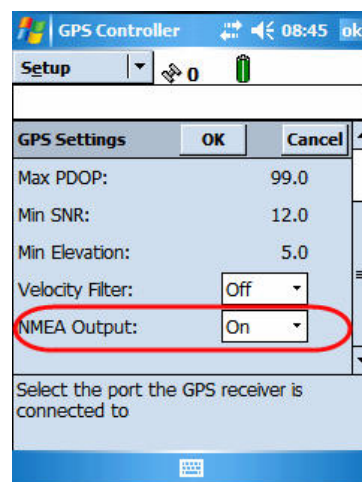 GPS Controller 08:45 ok
Setup 0
GPS Settings OK Cancel
Max PDOP: 99.0
Min SNR: 12.0
Min Elevation: 5.0
Velocity Filter: Off
NMEA Output: On
Select the port the GPS receiver is
connected to